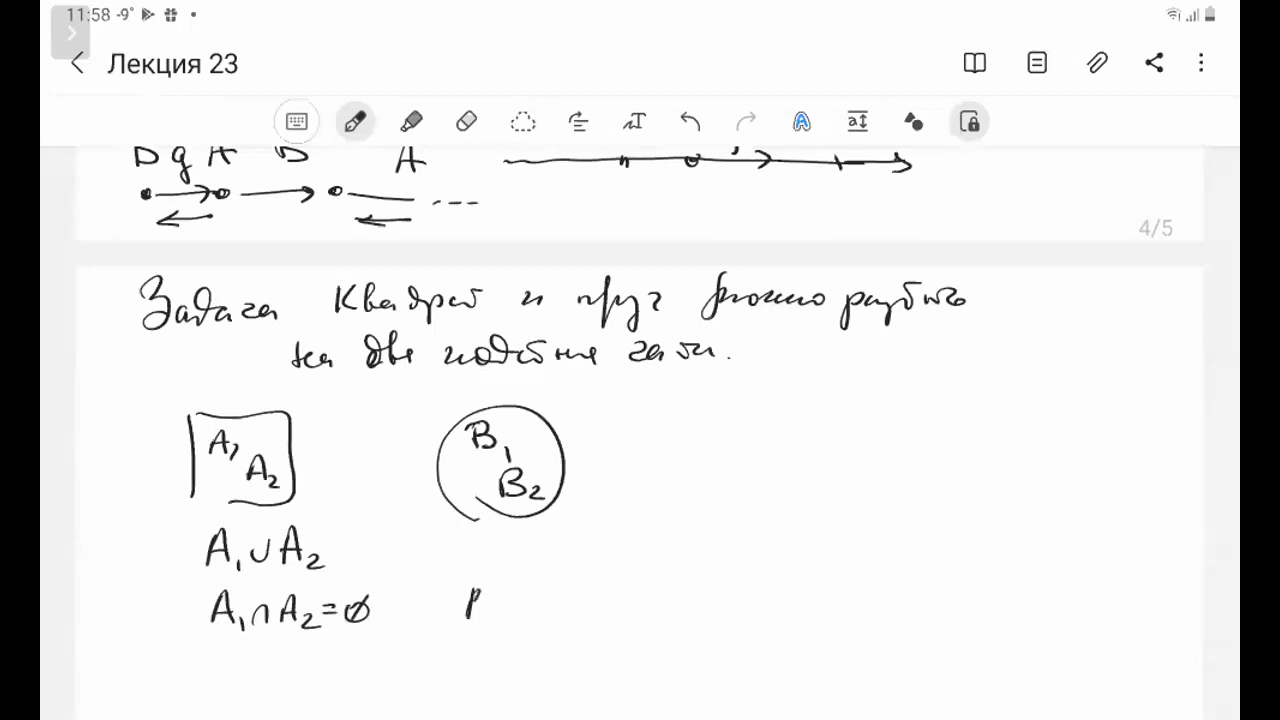 11:58 -9°
Лекция 23
A
4/5
Задача Квадрат и круг можно разбить
на две подобные части.
A₁ A₂
B₁ B₂
A₁ ∪ A₂
A₁ ∩ A₂ = ∅